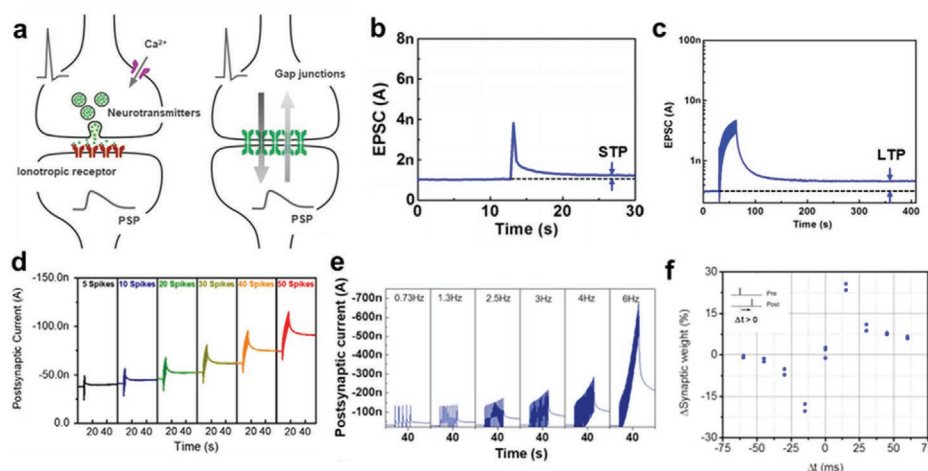 a
Ca²⁺
Gap junctions
Neurotransmitters
Ionotropic receptor
PSP
PSP
b
8n
6n
4n
2n
0
EPSC (A)
STP
0 10 20 30
Time (s)
c
100n
10n
1n
EPSC (A)
LTP
0 100 200 300 400
Time (s)
d
-150.0n
-100.0n
-50.0n
0.0
Postsynaptic Current (A)
5 Spikes 10 Spikes 20 Spikes 30 Spikes 40 Spikes 50 Spikes
20 40 20 40 20 40 20 40 20 40 20 40
Time (s)
e
-700n
-600n
-500n
-400n
-300n
-200n
-100n
Postsynaptic current (A)
0.73Hz 1.3Hz 2.5Hz 3Hz 4Hz 6Hz
40 40 40 40 40 40
Time (s)
f
30
15
0
-15
-30
ΔSynaptic weight (%)
Pre
Post
Δt > 0
-75 -50 -25 0 25 50
Δt (ms)